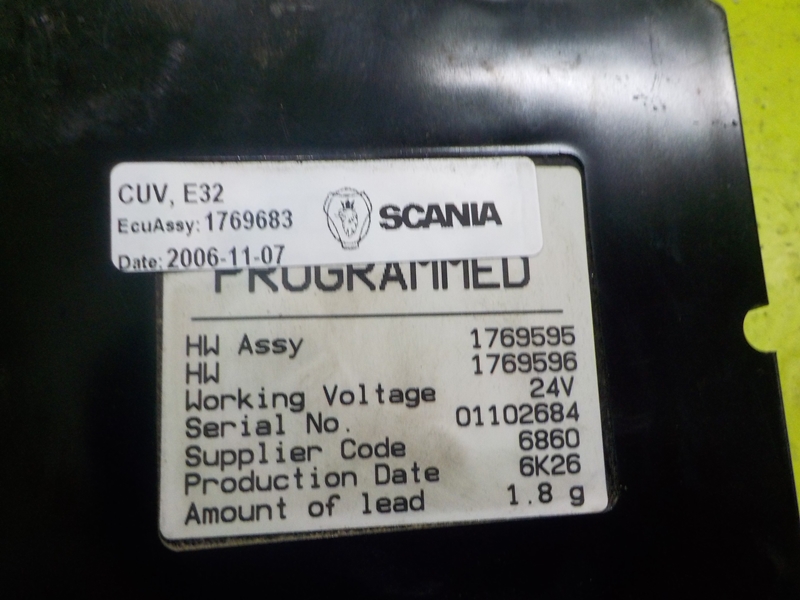 CUV, E32
EcuAssy: 1769683
SCANIA
Date: 2006-11-07
PROGRAMMED
HW Assy 1769595
HW 1769596
Working Voltage 24V
Serial No. 01102684
Supplier Code 6860
Production Date 6K26
Amount of lead 1.8 g